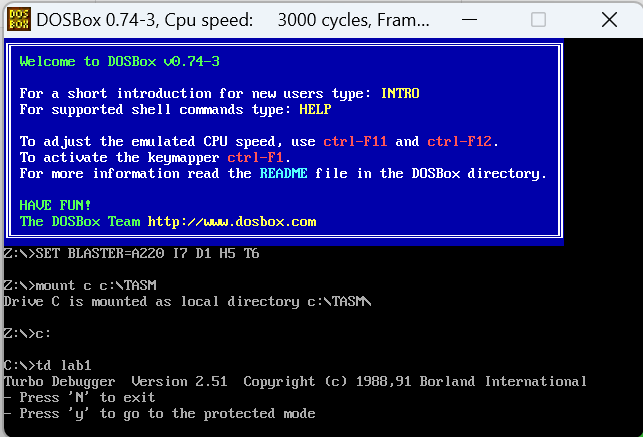 DOS
BOX
DOSBox 0.74-3, Cpu speed: 3000 cycles, Fram...
Welcome to DOSBox v0.74-3
For a short introduction for new users type: INTRO
For supported shell commands type: HELP
To adjust the emulated CPU speed, use ctrl-F11 and ctrl-F12.
To activate the keymapper ctrl-F1.
For more information read the README file in the DOSBox directory.
HAVE FUN!
The DOSBox Team http://www.dosbox.com
Z:\>SET BLASTER=A220 I7 D1 H5 T6
Z:\>mount c c:\TASM
Drive C is mounted as local directory c:\TASM\
Z:\>c:
C:\>td lab1
Turbo Debugger  Version 2.51  Copyright (c) 1988,91 Borland International
- Press 'N' to exit
- Press 'y' to go to the protected mode